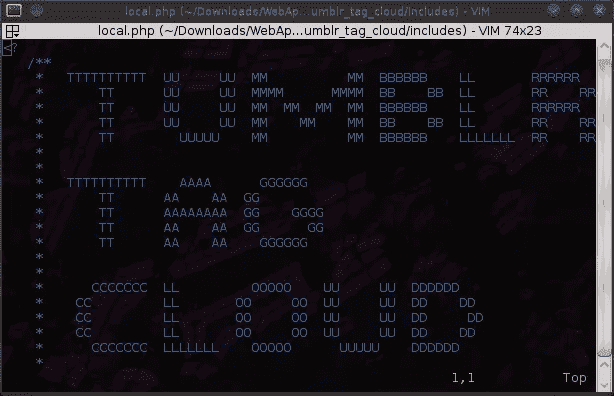 local.php (~/Downloads/WebAp...umblr_tag_cloud/includes) - VIM
local.php (~/Downloads/WebAp...umblr_tag_cloud/includes) - VIM 74x23
<?
/**
 *   TTTTTTTTTT  UU     UU  MM          MM  BBBBBB    LL       RRRRRR
 *       TT      UU     UU  MMMM      MMMM  BB    BB  LL       RR    RR
 *       TT      UU     UU  MM  MM  MM  MM  BBBBBB    LL       RRRRRR
 *       TT      UU     UU  MM    MM    MM  BB    BB  LL       RR    RR
 *       TT        UUUUU    MM          MM  BBBBBB    LLLLLLL  RR    RR
 *
 *
 *   TTTTTTTTTT    AAAA      GGGGGG
 *       TT      AA    AA  GG
 *       TT      AAAAAAAA  GG    GGGG
 *       TT      AA    AA  GG      GG
 *       TT      AA    AA    GGGGGG
 *
 *
 *      CCCCCCC  LL         OOOOO    UU     UU  DDDDDD
 *    CC         LL       OO     OO  UU     UU  DD    DD
 *    CC         LL       OO     OO  UU     UU  DD     DD
 *    CC         LL       OO     OO  UU     UU  DD    DD
 *      CCCCCCC  LLLLLLL    OOOOO      UUUUU    DDDDDD
 *
1,1 Top